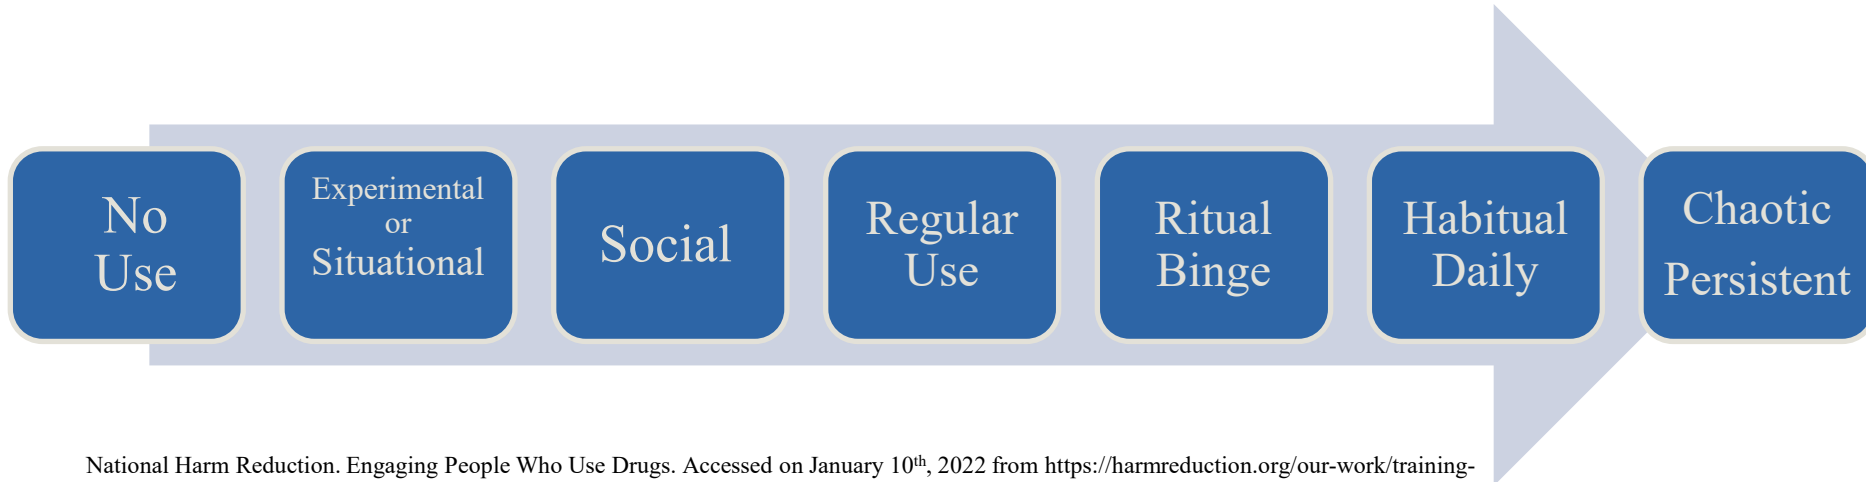 No
Use
Experimental
or
Situational
Social
Regular
Use
Ritual
Binge
Habitual
Daily
Chaotic
Persistent
National Harm Reduction. Engaging People Who Use Drugs. Accessed on January 10th, 2022 from https://harmreduction.org/our-work/training-